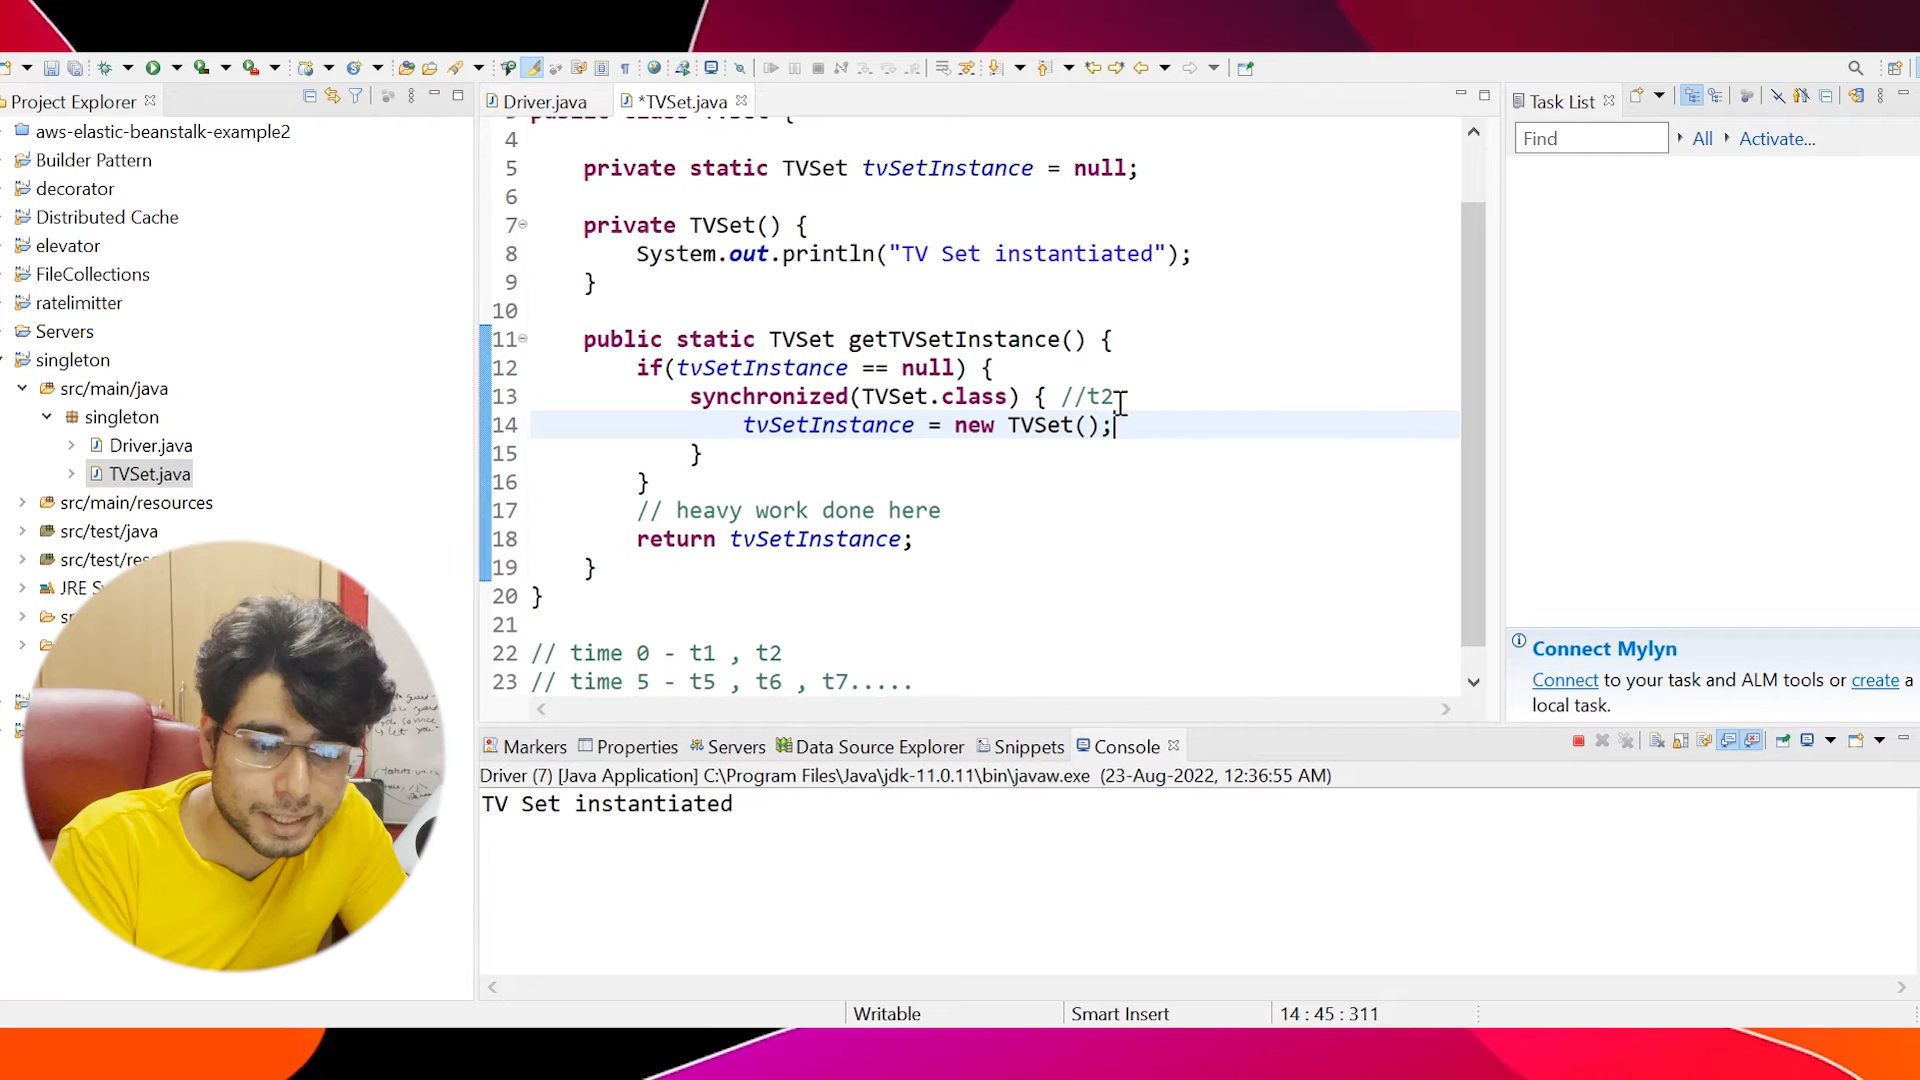 Project Explorer
aws-elastic-beanstalk-example2
Builder Pattern
decorator
Distributed Cache
elevator
FileCollections
ratelimitter
Servers
singleton
src/main/java
singleton
Driver.java
TVSet.java
src/main/resources
src/test/java
src/test/
JRE
Driver.java
*TVSet.java
4
5 private static TVSet tvSetInstance = null;
6
7 private TVSet() {
8 System.out.println("TV Set instantiated");
9 }
10
11 public static TVSet getTVSetInstance() {
12 if(tvSetInstance == null) {
13 synchronized(TVSet.class) { //t2
14 tvSetInstance = new TVSet();
15 }
16 }
17 // heavy work done here
18 return tvSetInstance;
19 }
20 }
21
22 // time 0 - t1 , t2
23 // time 5 - t5 , t6 , t7.....
Task List
Find
All
Activate...
Connect Mylyn
Connect to your task and ALM tools or create a
local task.
Markers Properties Servers Data Source Explorer Snippets Console
Driver (7) [Java Application] C:\Program Files\Java\jdk-11.0.11\bin\javaw.exe (23-Aug-2022, 12:36:55 AM)
TV Set instantiated
Writable Smart Insert 14 : 45 : 311